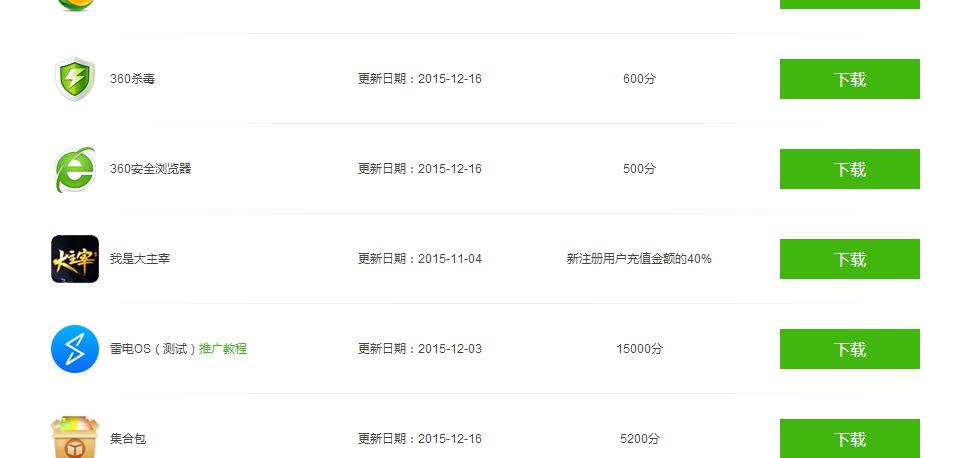 360杀毒 更新日期：2015-12-16 600分 下载
360安全浏览器 更新日期：2015-12-16 500分 下载
大主宰 我是大主宰 更新日期：2015-11-04 新注册用户充值金额的40% 下载
雷电OS（测试）推广教程 更新日期：2015-12-03 15000分 下载
集合包 更新日期：2015-12-16 5200分 下载